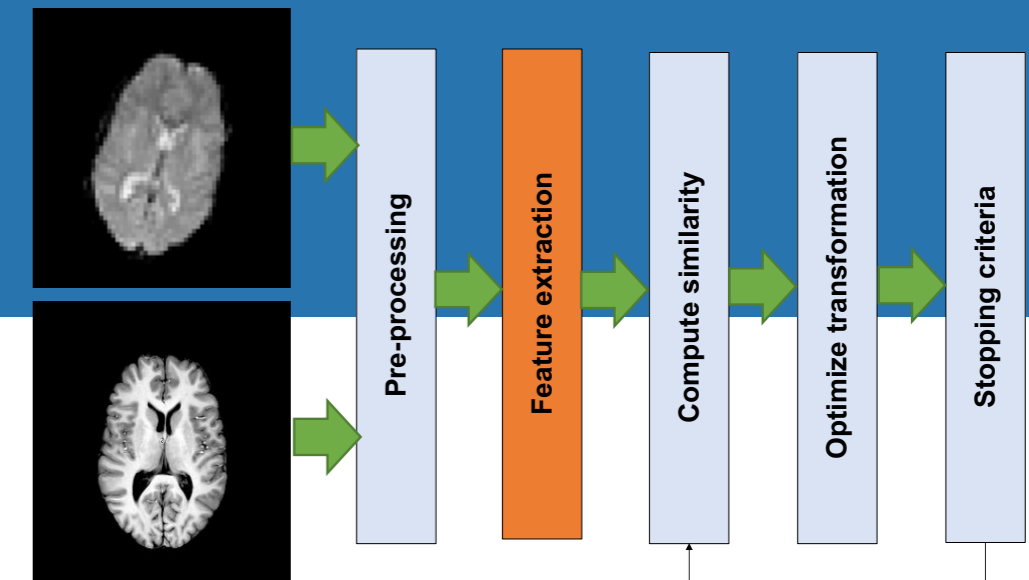 Pre-processing
Feature extraction
Compute similarity
Optimize transformation
Stopping criteria